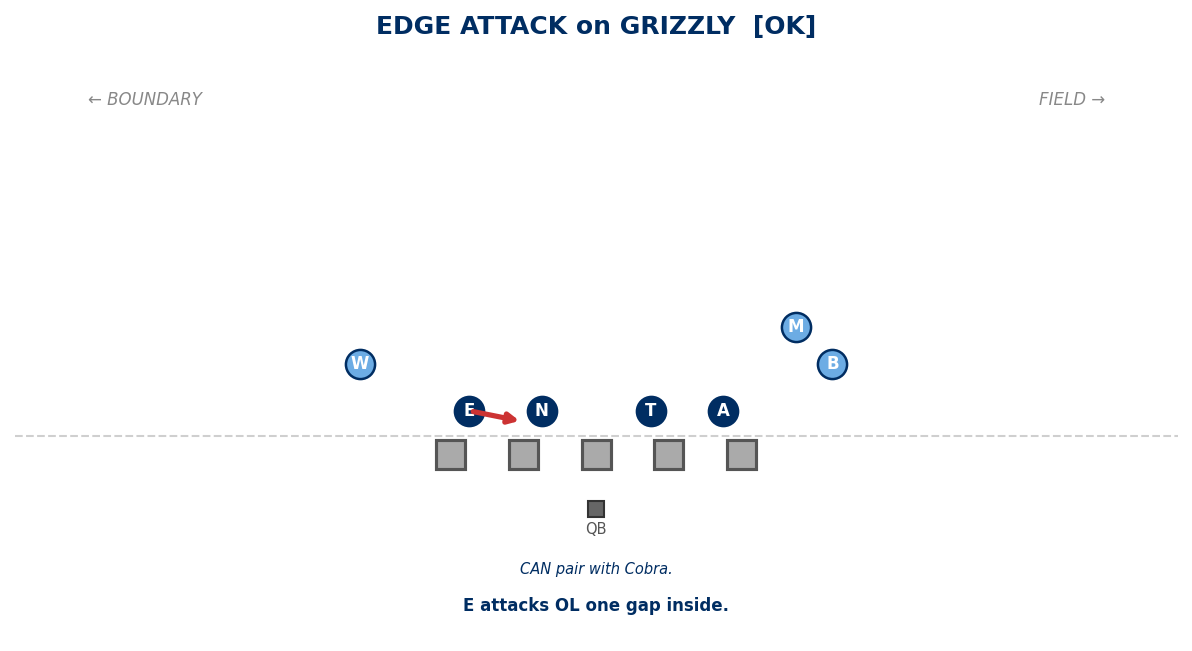 EDGE ATTACK on GRIZZLY [OK]
← BOUNDARY
FIELD →
M
W
B
E
N
T
A
QB
CAN pair with Cobra.
E attacks OL one gap inside.